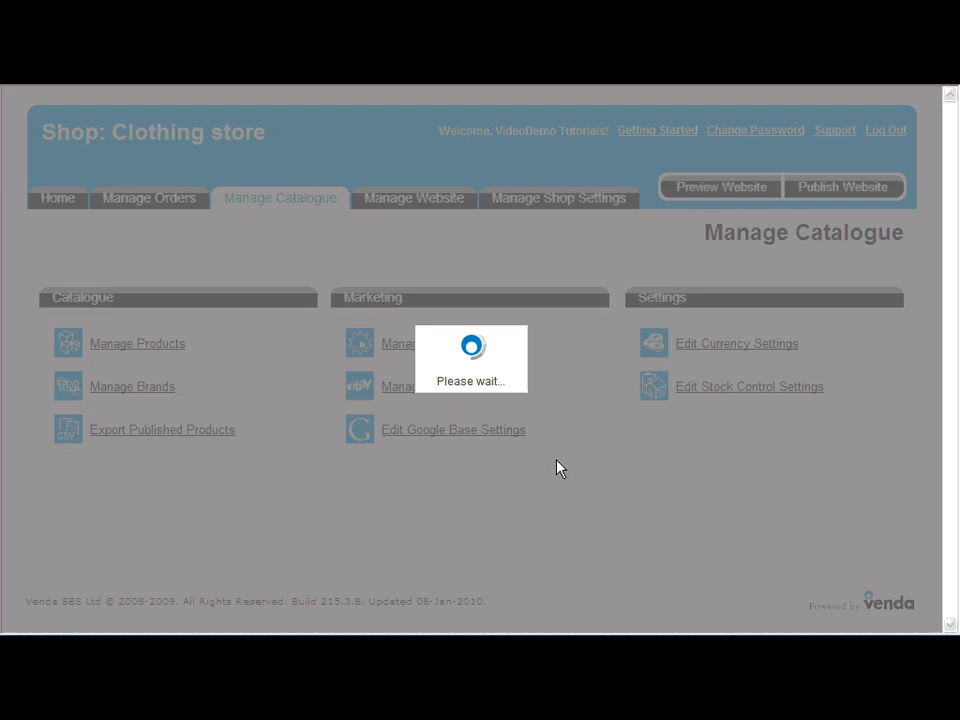 Shop: Clothing store
Welcome, VideoDemo Tutorials! Getting Started Change Password Support Log Out
Home Manage Orders Manage Catalogue Manage Website Manage Shop Settings Preview Website Publish Website
Manage Catalogue
Catalogue Marketing Settings
Manage Products Edit Currency Settings
Please wait...
Manage Brands Edit Stock Control Settings
CSV Export Published Products G Edit Google Base Settings
Venda SBS Ltd © 2008-2009. All Rights Reserved. Build 215.3.8. Updated 08-Jan-2010.
Powered by venda